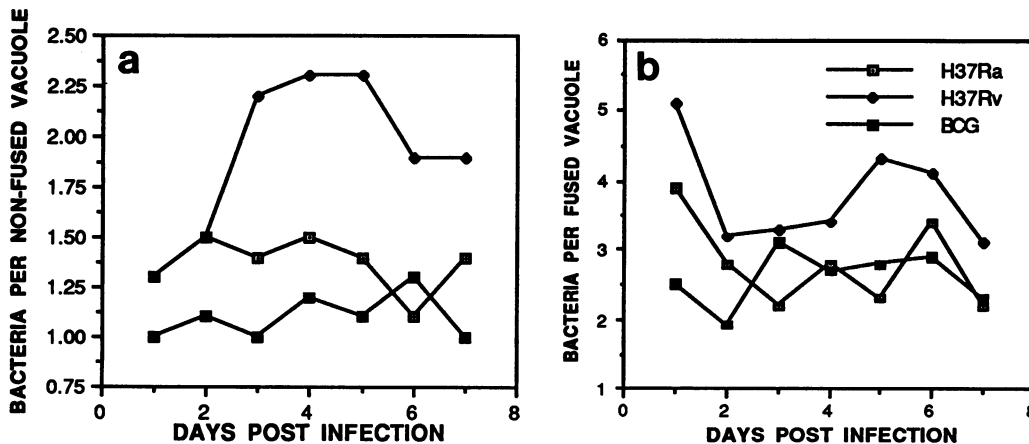 a
BACTERIA PER NON-FUSED VACUOLE
2.50
2.25
2.00
1.75
1.50
1.25
1.00
0.75
0 2 4 6 8
DAYS POST INFECTION
b
BACTERIA PER FUSED VACUOLE
6
5
4
3
2
1
0 2 4 6 8
DAYS POST INFECTION
H37Ra
H37Rv
BCG